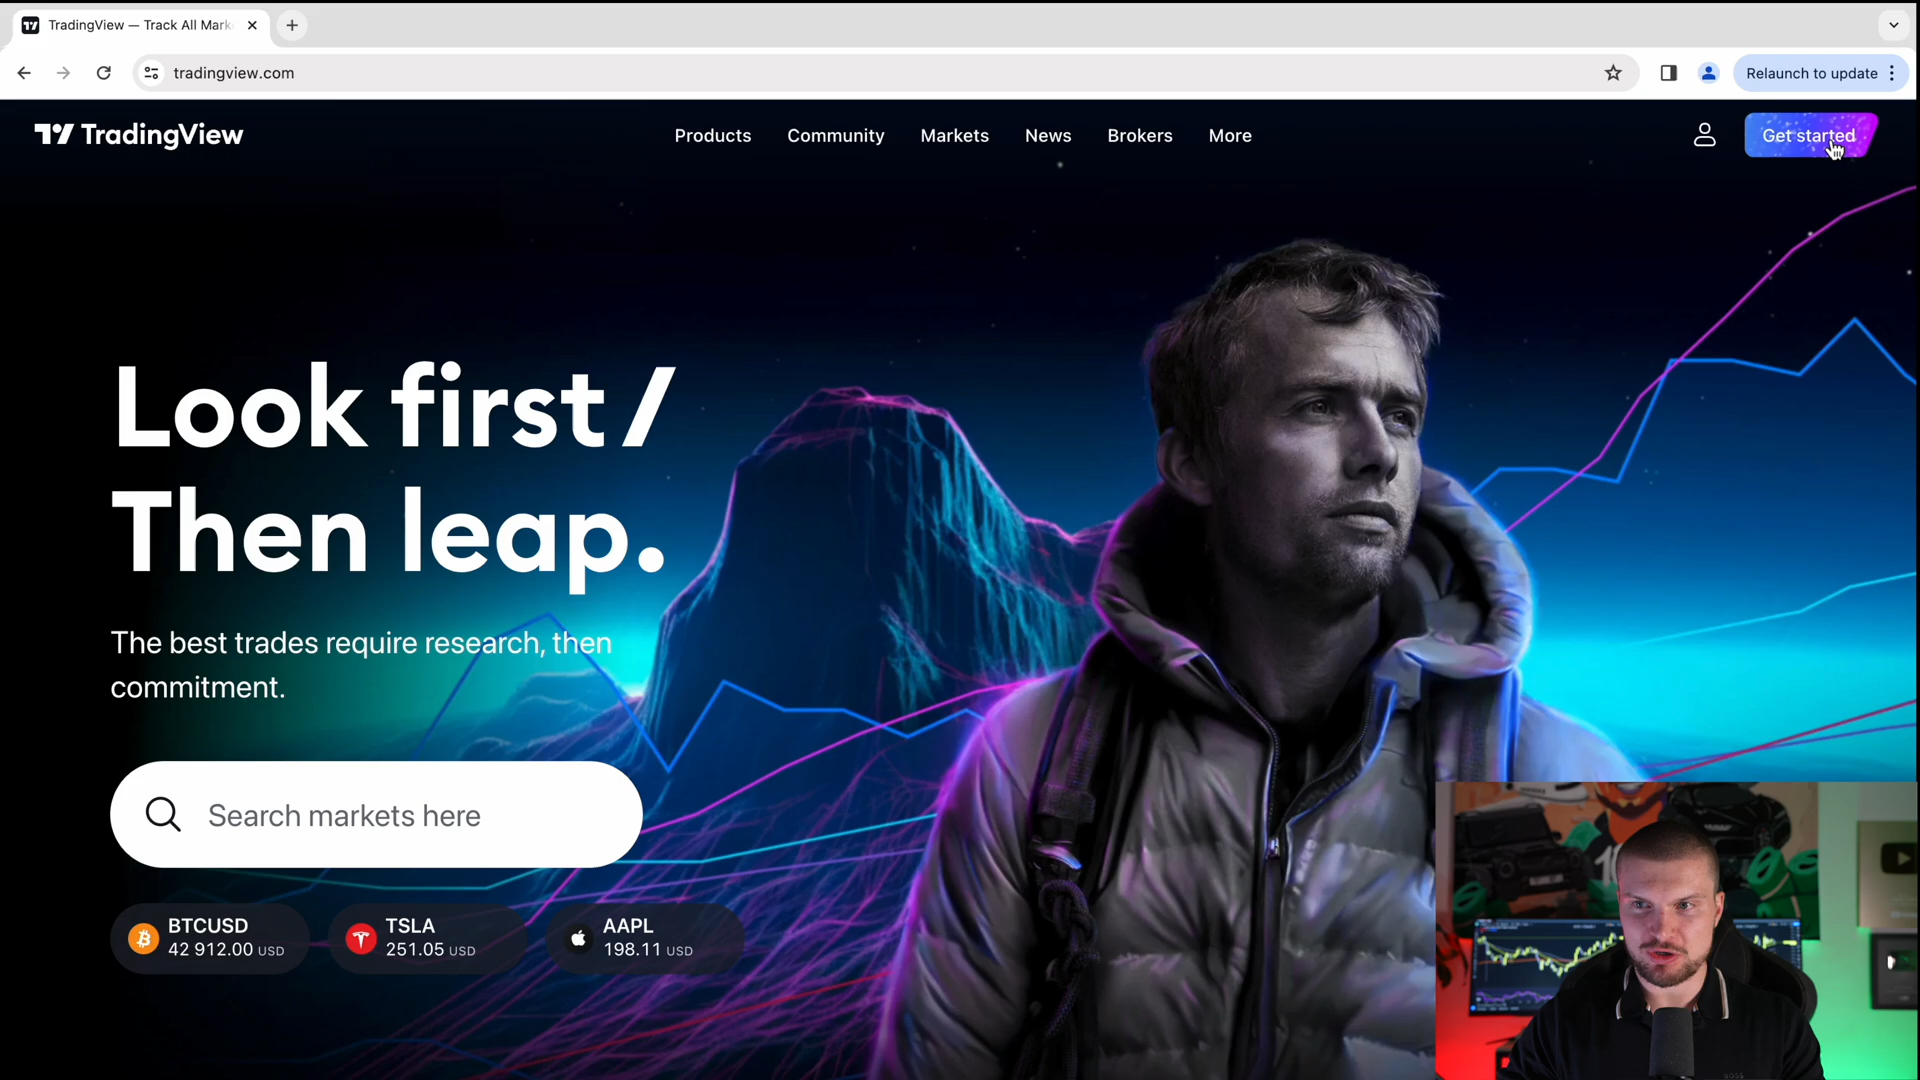 TradingView — Track All Mark
tradingview.com
Relaunch to update
TradingView
Products
Community
Markets
News
Brokers
More
Get started
Look first /
Then leap.
The best trades require research, then
commitment.
Search markets here
BTCUSD
42 912.00 USD
TSLA
251.05 USD
AAPL
198.11 USD